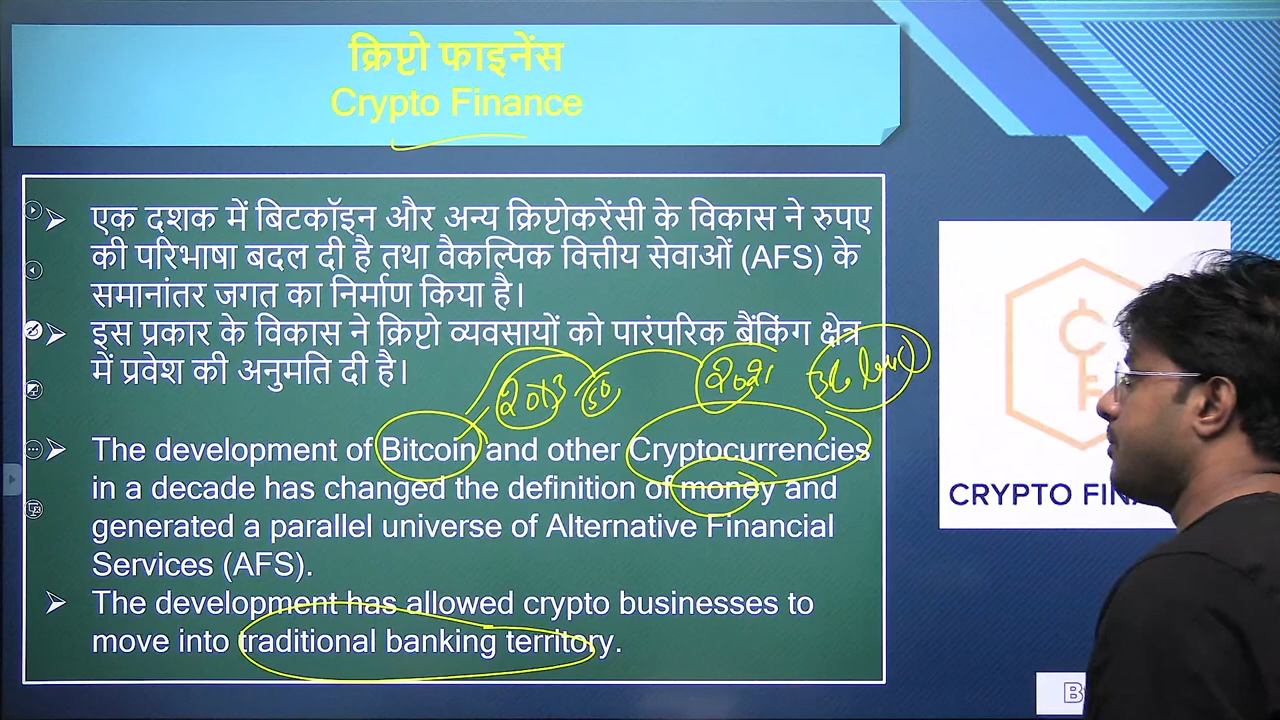 क्रिप्टो फाइनेंस
Crypto Finance
➢ एक दशक में बिटकॉइन और अन्य क्रिप्टोकरेंसी के विकास ने रुपए
की परिभाषा बदल दी है तथा वैकल्पिक वित्तीय सेवाओं (AFS) के
समानांतर जगत का निर्माण किया है।
➢ इस प्रकार के विकास ने क्रिप्टो व्यवसायों को पारंपरिक बैंकिंग क्षेत्र
में प्रवेश की अनुमति दी है।
2013 50 2021
➢ The development of Bitcoin and other Cryptocurrencies
in a decade has changed the definition of money and
generated a parallel universe of Alternative Financial
Services (AFS).
➢ The development has allowed crypto businesses to
move into traditional banking territory.
CRYPTO